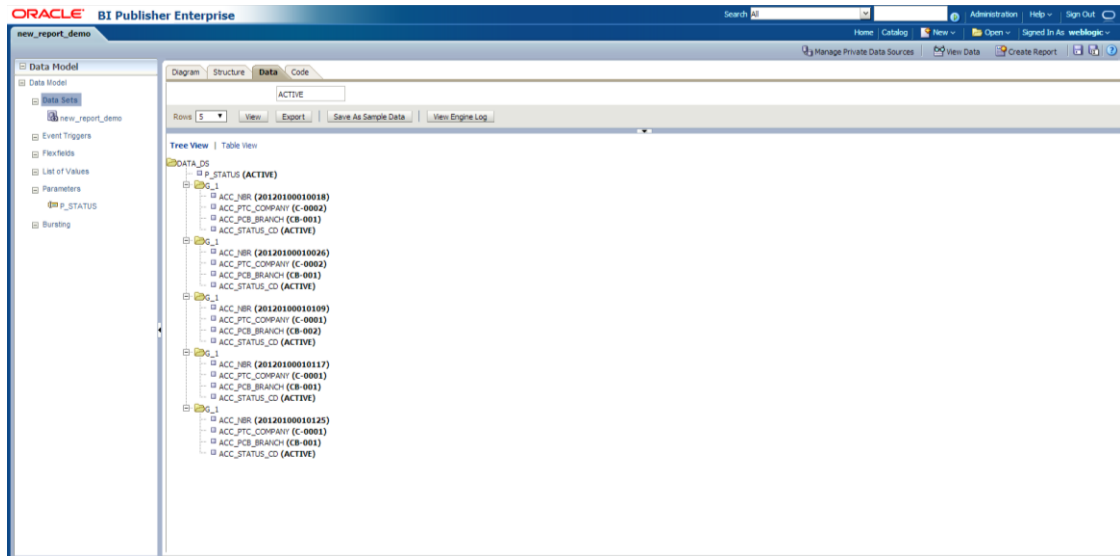 ORACLE BI Publisher Enterprise Search All Administration Help Sign Out
new_report_demo Home Catalog New Open Signed In As weblogic
Manage Private Data Sources View Data Create Report
Data Model
Data Model
Data Sets
new_report_demo
Event Triggers
Flexfields
List of Values
Parameters
P_STATUS
Bursting
Diagram Structure Data Code
ACTIVE
Rows 5 View Export Save As Sample Data View Engine Log
Tree View | Table View
DATA_DS
P_STATUS (ACTIVE)
G_1
ACC_NBR (20120100010018)
ACC_PTC_COMPANY (C-0002)
ACC_PCB_BRANCH (CB-001)
ACC_STATUS_CD (ACTIVE)
G_1
ACC_NBR (20120100010026)
ACC_PTC_COMPANY (C-0002)
ACC_PCB_BRANCH (CB-001)
ACC_STATUS_CD (ACTIVE)
G_1
ACC_NBR (20120100010109)
ACC_PTC_COMPANY (C-0001)
ACC_PCB_BRANCH (CB-002)
ACC_STATUS_CD (ACTIVE)
G_1
ACC_NBR (20120100010117)
ACC_PTC_COMPANY (C-0001)
ACC_PCB_BRANCH (CB-001)
ACC_STATUS_CD (ACTIVE)
G_1
ACC_NBR (20120100010125)
ACC_PTC_COMPANY (C-0001)
ACC_PCB_BRANCH (CB-001)
ACC_STATUS_CD (ACTIVE)